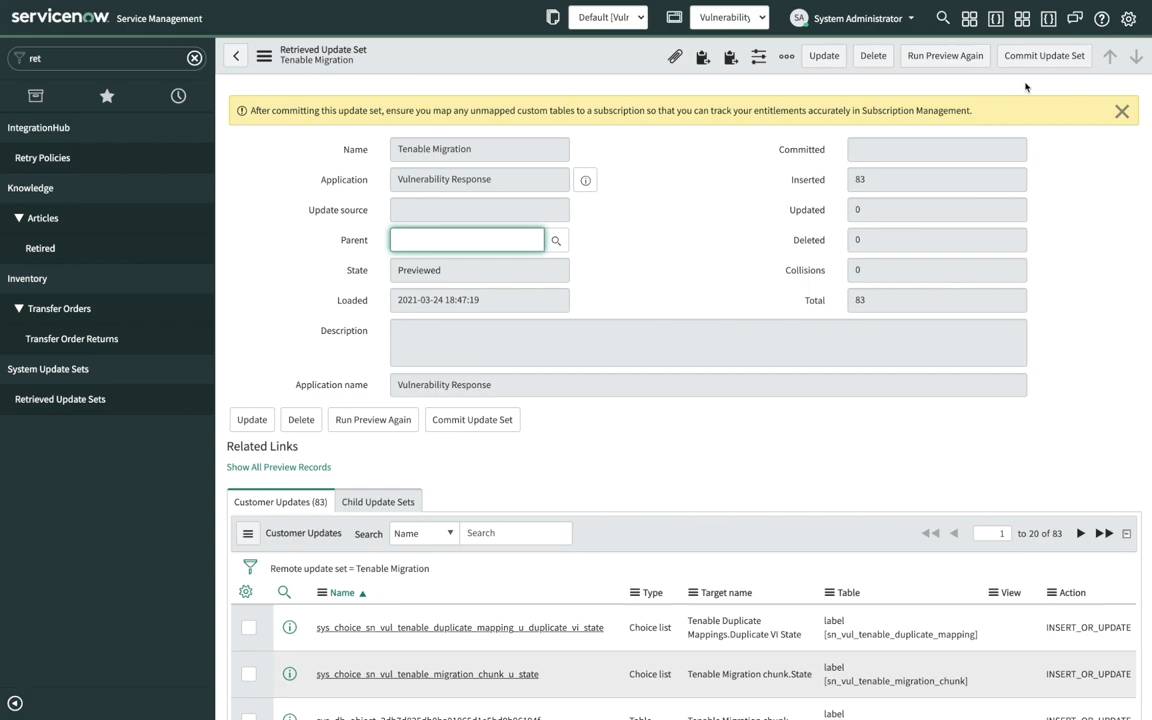 servicenow Service Management
Default [Vulr
Vulnerability
SA System Administrator
ret
IntegrationHub
Retry Policies
Knowledge
Articles
Retired
Inventory
Transfer Orders
Transfer Order Returns
System Update Sets
Retrieved Update Sets
Retrieved Update Set
Tenable Migration
Update Delete Run Preview Again Commit Update Set
After committing this update set, ensure you map any unmapped custom tables to a subscription so that you can track your entitlements accurately in Subscription Management.
Name Tenable Migration
Application Vulnerability Response
Update source
Parent
State Previewed
Loaded 2021-03-24 18:47:19
Committed
Inserted 83
Updated 0
Deleted 0
Collisions 0
Total 83
Description
Application name Vulnerability Response
Update Delete Run Preview Again Commit Update Set
Related Links
Show All Preview Records
Customer Updates (83) Child Update Sets
Customer Updates Search Name Search 1 to 20 of 83
Remote update set = Tenable Migration
Name Type Target name Table View Action
sys_choice_sn_vul_tenable_duplicate_mapping_u_duplicate_vi_state Choice list Tenable Duplicate Mappings.Duplicate VI State label [sn_vul_tenable_duplicate_mapping] INSERT_OR_UPDATE
sys_choice_sn_vul_tenable_migration_chunk_u_state Choice list Tenable Migration chunk.State label [sn_vul_tenable_migration_chunk] INSERT_OR_UPDATE
label